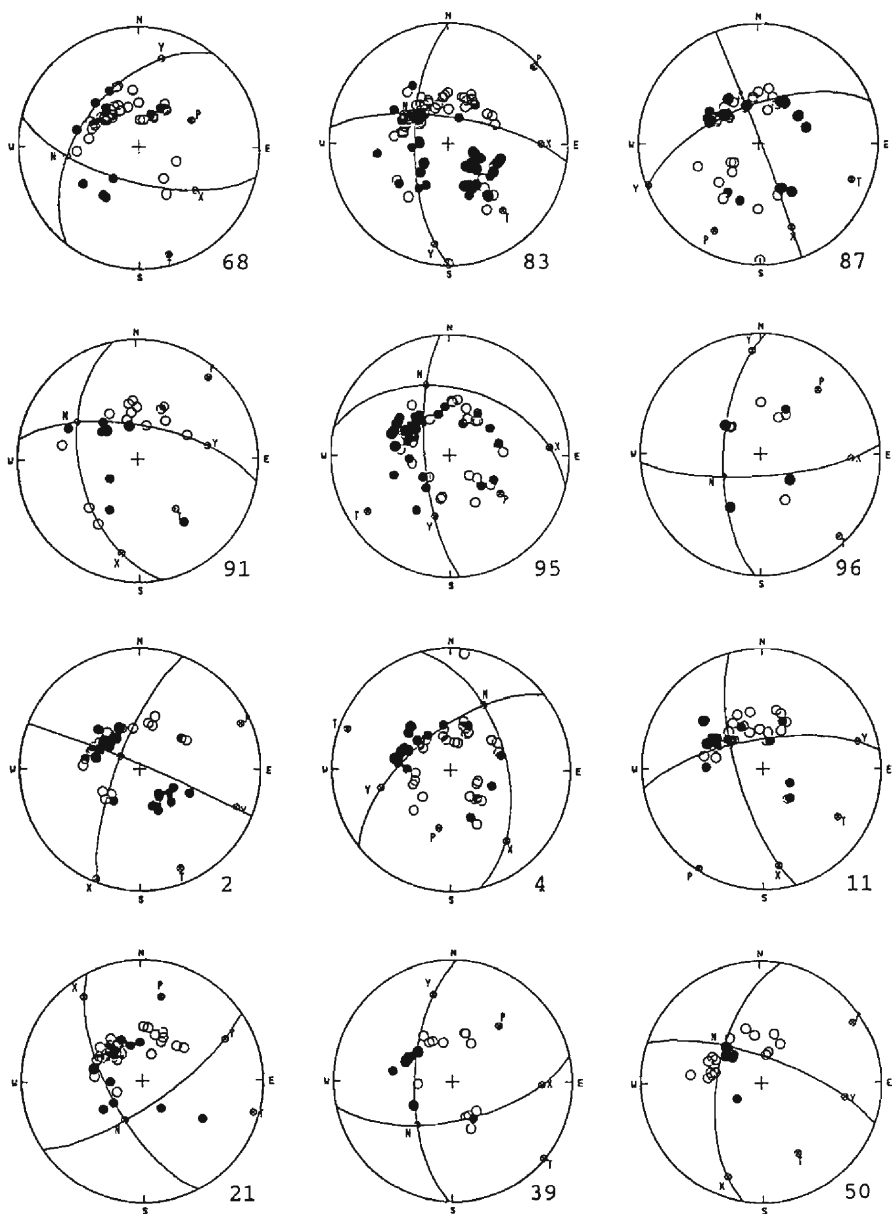 N N N
Y P
P N
W E W X E W E
N
X T Y T
T Y P X
S 68 S 83 S 87
N N N
P Y P
N N
Y X
W E W E W X E
T T P N
X Y T
S 91 S 95 S 96
N N N
P T N
Y
W E W E W E
Y Y T
X T P X P X
S 2 S 4 S 11
N N N
X P Y P P
Y N
W E W X E W Y E
N T N T
T X
S 21 S 39 S 50